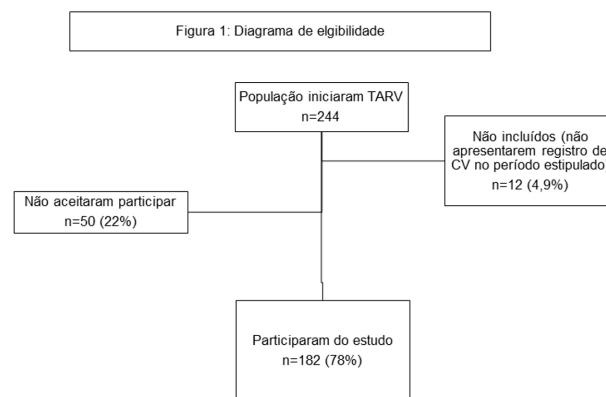 Figura 1: Diagrama de elgibilidade
População iniciaram TARV
n=244
Não incluídos (não
apresentarem registro de
CV no período estipulado
n=12 (4,9%)
Não aceitaram participar
n=50 (22%)
Participaram do estudo
n=182 (78%)